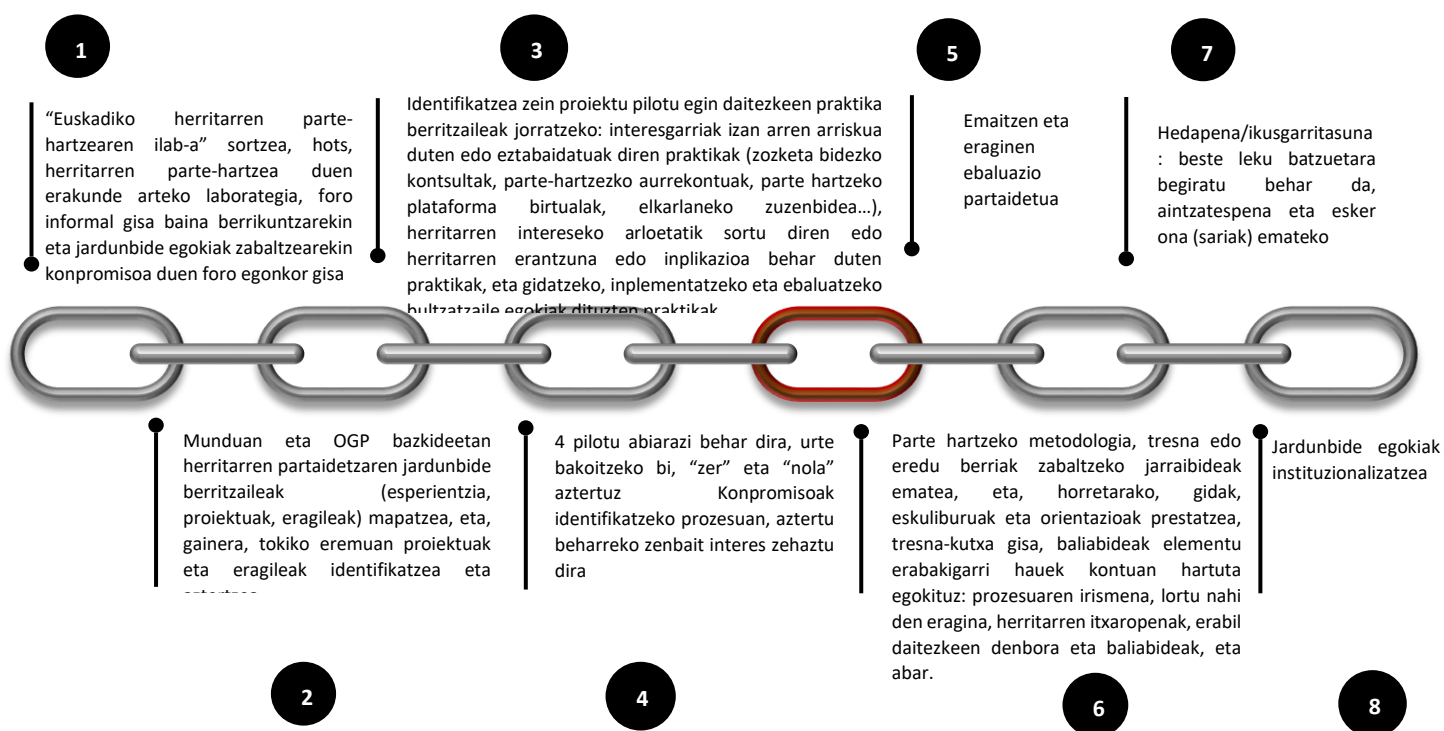 1
“Euskadiko herritarren parte-
hartzearen ilab-a” sortzea, hots,
herritarren parte-hartzea duen
erakunde arteko laborategia, foro
informal gisa baina berrikuntzarekin
eta jardunbide egokiak zabaltzearekin
konpromisoa duen foro egonkor gisa
2
Munduan eta OGP bazkideetan
herritarren partaidetzaren jardunbide
berritzaileak (esperientzia,
proiektuak, eragileak) mapatzea, eta,
gainera, tokiko eremuan proiektuak
eta eragileak identifikatzea eta
3
Identifikatzea zein proiektu pilotu egin daitezkeen praktika
berritzaileak jorratzeko: interesgarriak izan arren arriskua
duten edo eztabaidatuak diren praktikak (zozketa bidezko
kontsultak, parte-hartzezko aurrekontuak, parte hartzeko
plataforma birtualak, elkarlaneko zuzenbidea...),
herritarren intereseko arloetatik sortu diren edo
herritarren erantzuna edo inplikazioa behar duten
praktikak, eta gidatzeko, inplementatzeko eta ebaluatzeko
bultzatzaile egokiak dituzten praktikak
4
4 pilotu abiarazi behar dira, urte
bakoitzeko bi, “zer” eta “nola”
aztertuz Konpromisoak
identifikatzeko prozesuan, aztertu
beharreko zenbait interes zehaztu
dira
5
Emaitzen eta
eraginen
ebaluazio
partaidetua
6
Parte hartzeko metodologia, tresna edo
eredu berriak zabaltzeko jarraibideak
ematea, eta, horretarako, gidak,
eskuliburuak eta orientazioak prestatzea,
tresna-kutxa gisa, baliabideak elementu
erabakigarri hauek kontuan hartuta
egokituz: prozesuaren irismena, lortu nahi
den eragina, herritarren itxaropenak, erabil
daitezkeen denbora eta baliabideak, eta
abar.
7
Hedapena/ikusgarritasuna
: beste leku batzuetara
begiratu behar da,
aintzatespena eta esker
ona (sariak) emateko
8
Jardunbide egokiak
instituzionalizatzea